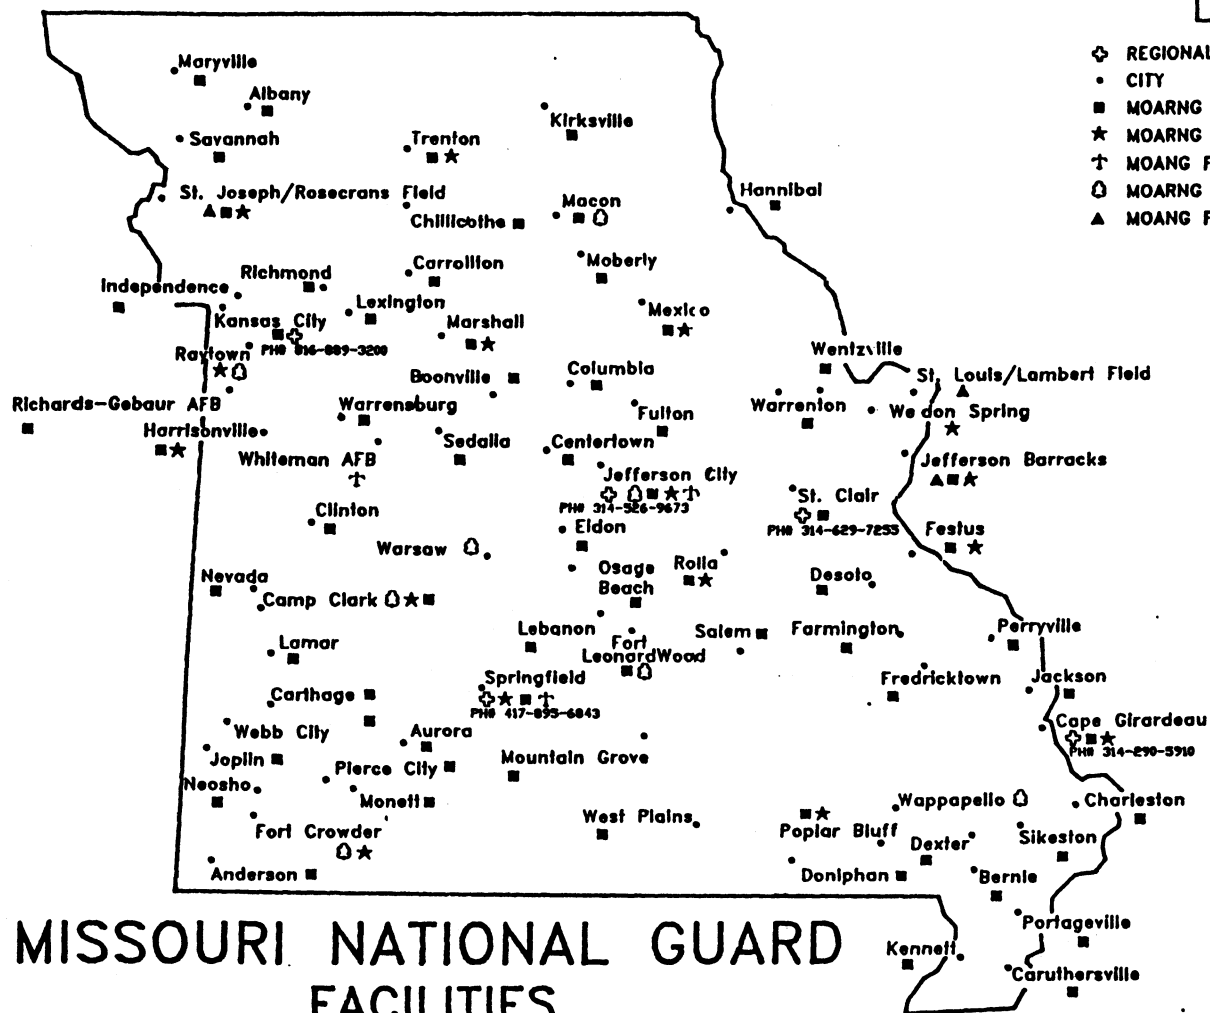 REGIONAL
CITY
MOARNG
MOARNG
MOANG F
MOARNG
MOANG F
Maryville
Albany
Savannah
Trenton
Kirksville
St. Joseph/Rosecrans Field
Chillicothe
Macon
Hannibal
Richmond
Carrollton
Moberly
Independence
Lexington
Mexico
Kansas City
PH# 816-889-3200
Marshall
Raytown
Wentzville
Boonville
Columbia
St. Louis/Lambert Field
Richards-Gebaur AFB
Warrensburg
Fulton
Warrenton
We don Spring
Harrisonville
Sedalia
Centertown
Whiteman AFB
Jefferson City
PH# 314-526-9673
Jefferson Barracks
St. Clair
PH# 314-629-7255
Clinton
Eldon
Festus
Warsaw
Osage
Beach
Rolla
Desoto
Nevada
Camp Clark
Lebanon
Fort
LeonardWood
Salem
Farmington
Perryville
Lamar
Springfield
PH# 417-895-6843
Fredricktown
Jackson
Carthage
Cape Girardeau
PH# 314-290-5910
Webb City
Aurora
Joplin
Pierce City
Mountain Grove
Neosho
Monett
Wappapello
Charleston
Fort Crowder
West Plains
Poplar Bluff
Dexter
Sikeston
Anderson
Doniphan
Bernie
Portageville
Kennett
Caruthersville
MISSOURI NATIONAL GUARD
FACILITIES